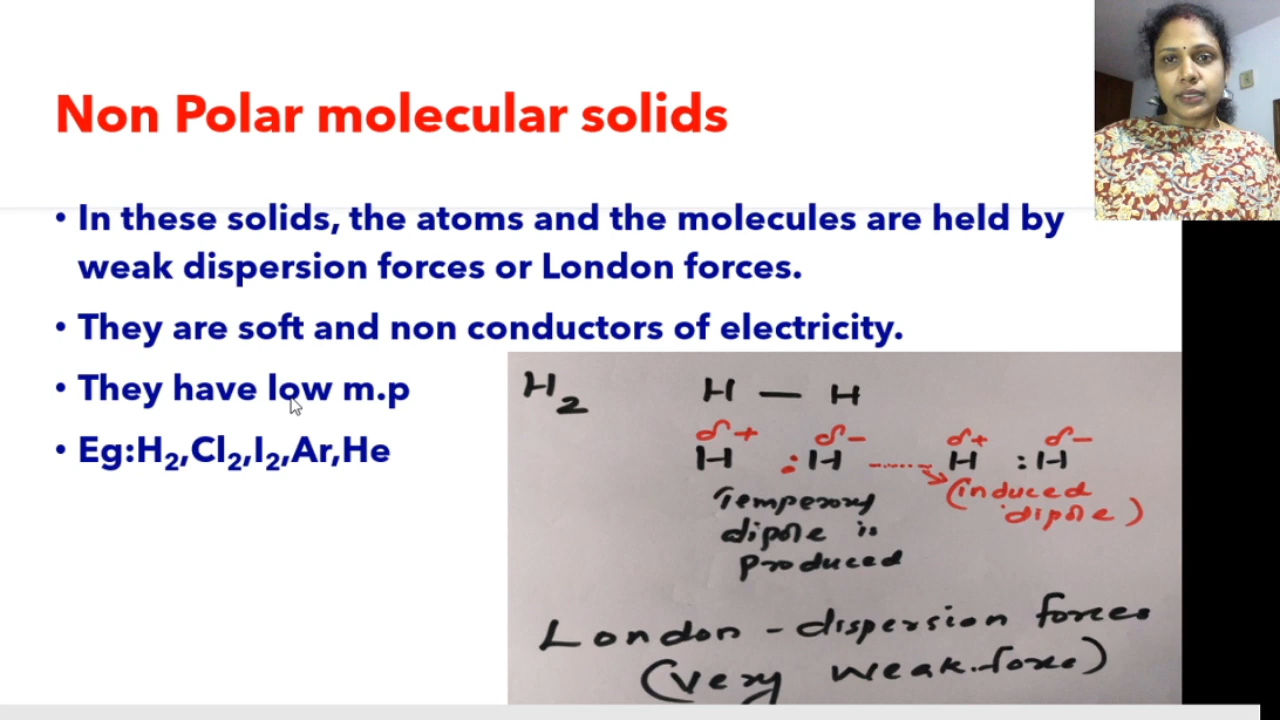 Non Polar molecular solids
• In these solids, the atoms and the molecules are held by
weak dispersion forces or London forces.
• They are soft and non conductors of electricity.
• They have low m.p
• Eg:H₂,Cl₂,I₂,Ar,He
H₂ H — H
δ+ δ- δ+ δ-
H :H ....... H :H
(induced
dipole)
Temperory
dipole is
produced
London - dispersion forces
(very weak force)